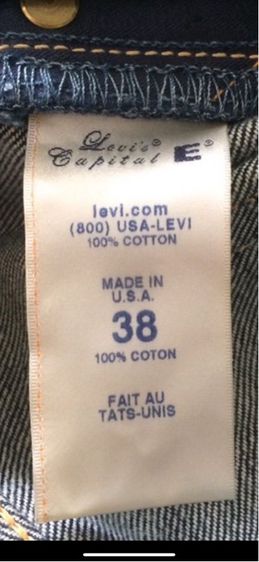 Levi's®
Capital E®
levi.com
(800) USA-LEVI
100% COTTON
MADE IN
U.S.A.
38
100% COTON
FAIT AU
TATS-UNIS